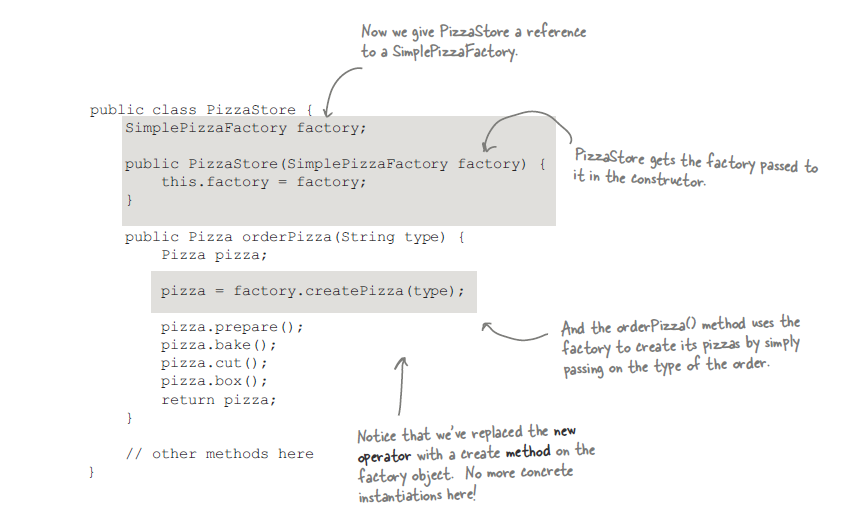 Now we give PizzaStore a reference
to a SimplePizzaFactory.
public class PizzaStore {
    SimplePizzaFactory factory;
    public PizzaStore(SimplePizzaFactory factory) {
        this.factory = factory;
    }
PizzaStore gets the factory passed to
it in the constructor.
    public Pizza orderPizza(String type) {
        Pizza pizza;
        pizza = factory.createPizza(type);
        pizza.prepare();
        pizza.bake();
        pizza.cut();
        pizza.box();
        return pizza;
    }
And the orderPizza() method uses the
factory to create its pizzas by simply
passing on the type of the order.
Notice that we've replaced the new
operator with a create method on the
factory object.  No more concrete
instantiations here!
    // other methods here
}